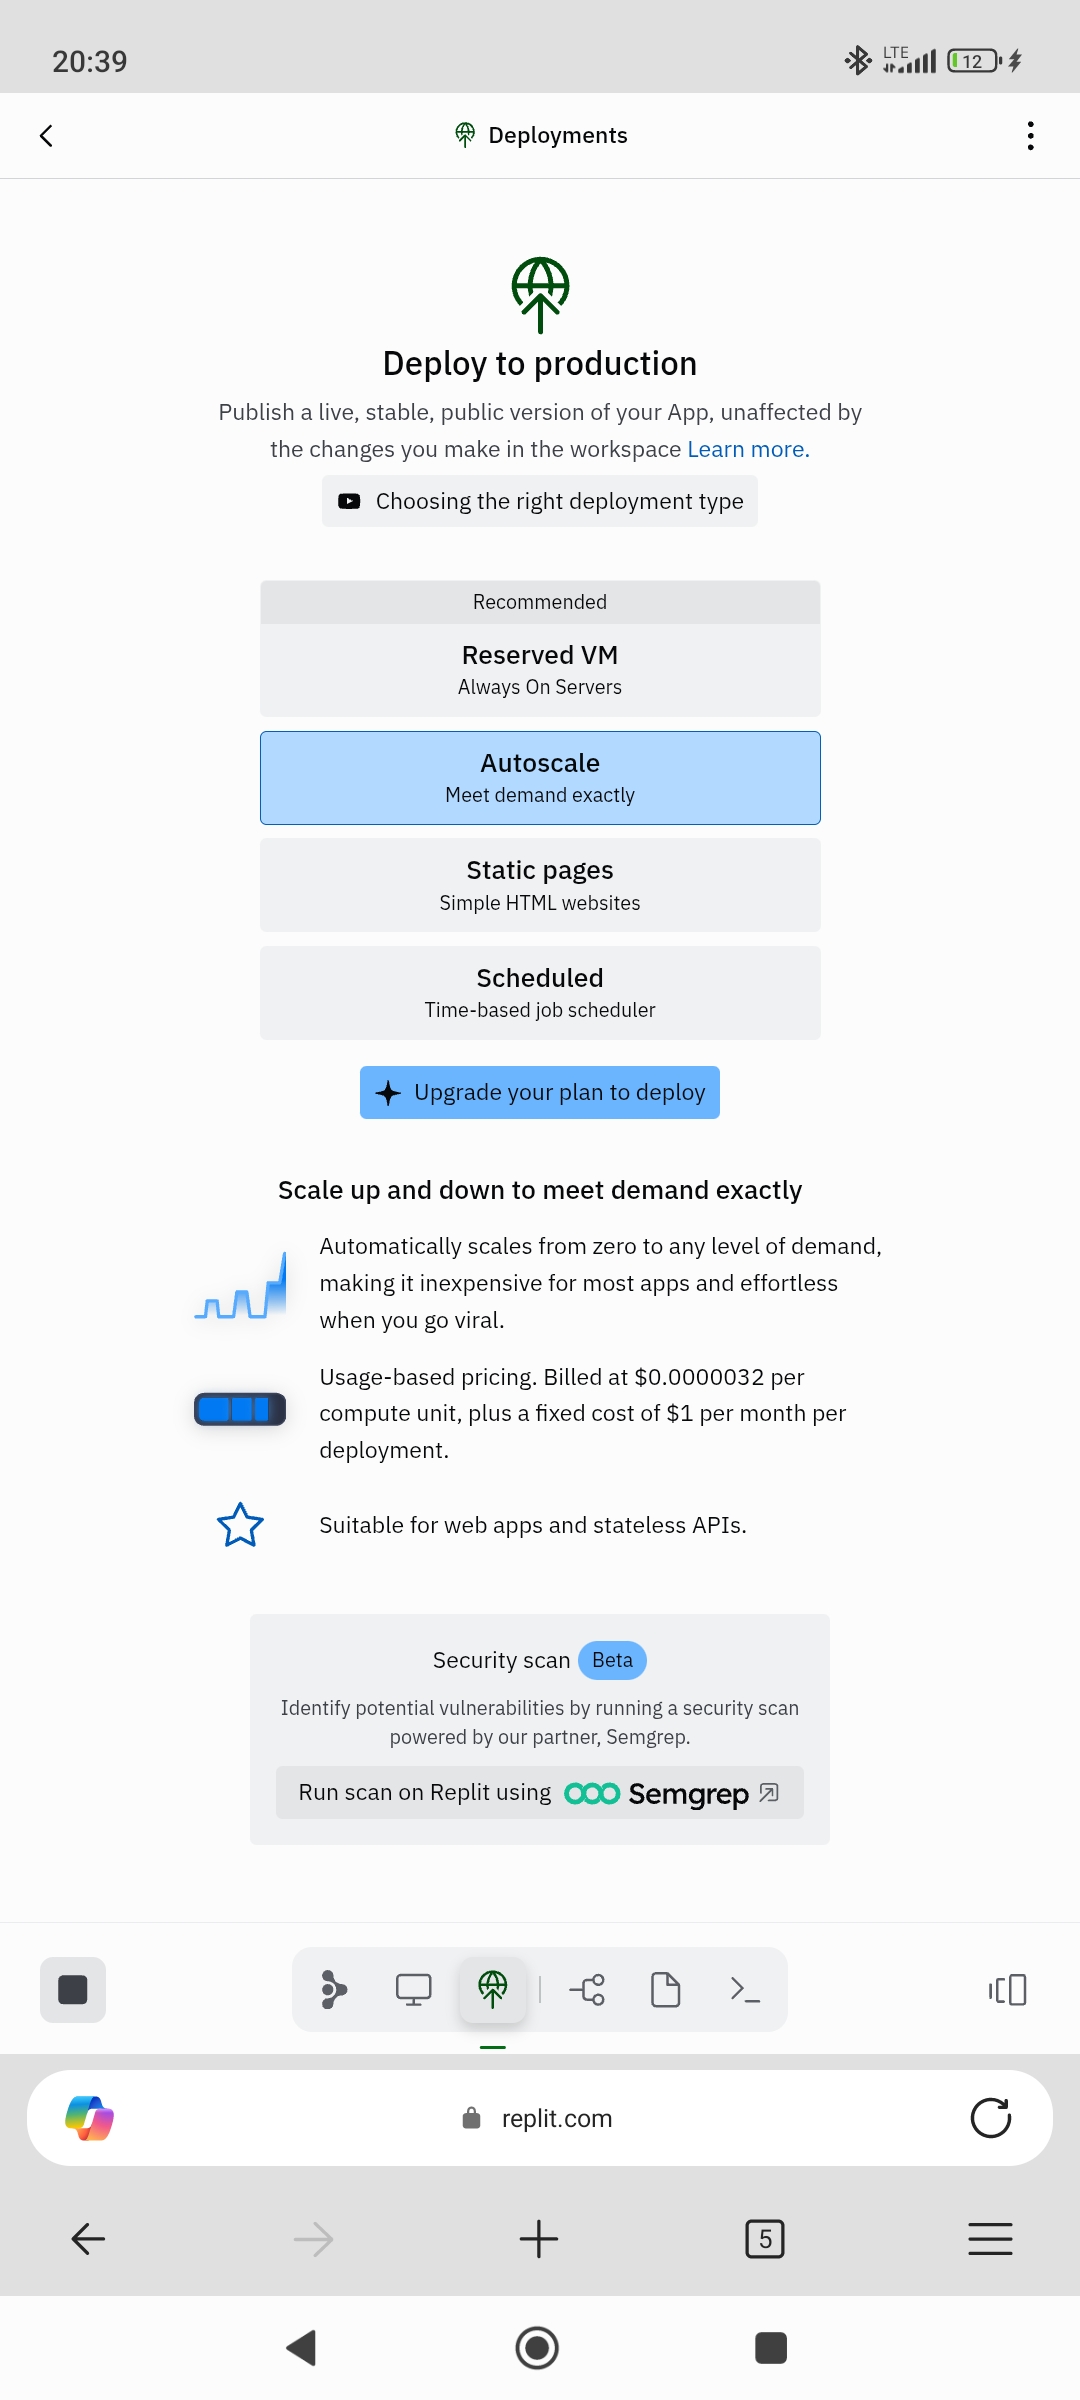 20:39
LTE
12
Deployments
Deploy to production
Publish a live, stable, public version of your App, unaffected by
the changes you make in the workspace Learn more.
Choosing the right deployment type
Recommended
Reserved VM
Always On Servers
Autoscale
Meet demand exactly
Static pages
Simple HTML websites
Scheduled
Time-based job scheduler
Upgrade your plan to deploy
Scale up and down to meet demand exactly
Automatically scales from zero to any level of demand,
making it inexpensive for most apps and effortless
when you go viral.
Usage-based pricing. Billed at $0.0000032 per
compute unit, plus a fixed cost of $1 per month per
deployment.
Suitable for web apps and stateless APIs.
Security scan Beta
Identify potential vulnerabilities by running a security scan
powered by our partner, Semgrep.
Run scan on Replit using Semgrep
replit.com
5